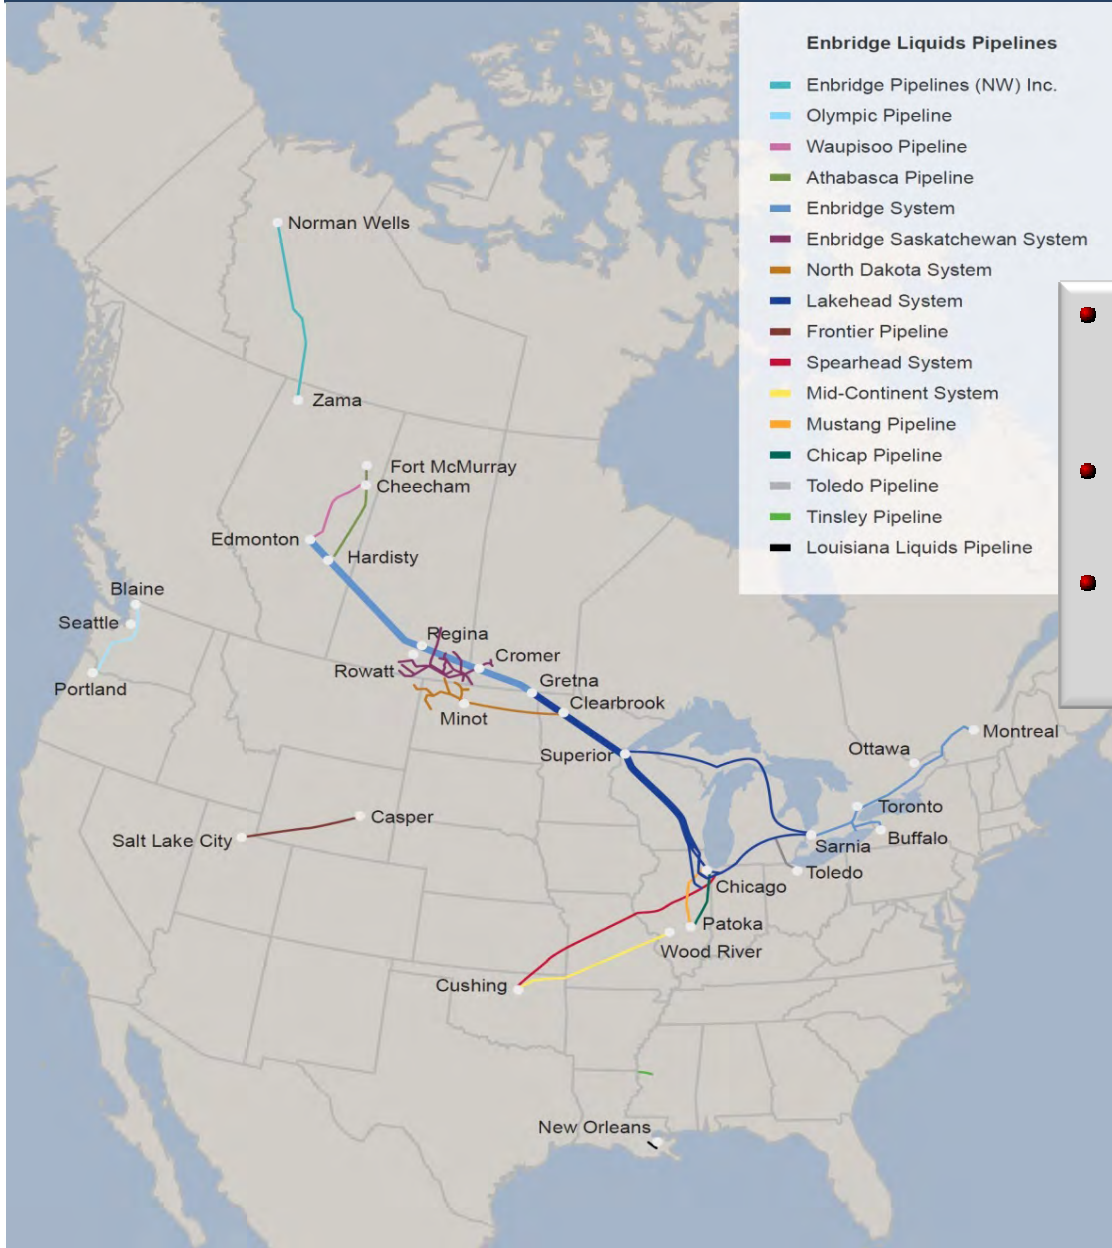 Enbridge Liquids Pipelines
Enbridge Pipelines (NW) Inc.
Olympic Pipeline
Waupisoo Pipeline
Athabasca Pipeline
Enbridge System
Enbridge Saskatchewan System
North Dakota System
Lakehead System
Frontier Pipeline
Spearhead System
Mid-Continent System
Mustang Pipeline
Chicap Pipeline
Toledo Pipeline
Tinsley Pipeline
Louisiana Liquids Pipeline
Norman Wells
Zama
Fort McMurray
Cheecham
Edmonton
Hardisty
Blaine
Seattle
Portland
Regina
Rowatt
Cromer
Gretna
Minot
Clearbrook
Superior
Montreal
Ottawa
Toronto
Buffalo
Sarnia
Toledo
Casper
Salt Lake City
Chicago
Patoka
Wood River
Cushing
New Orleans